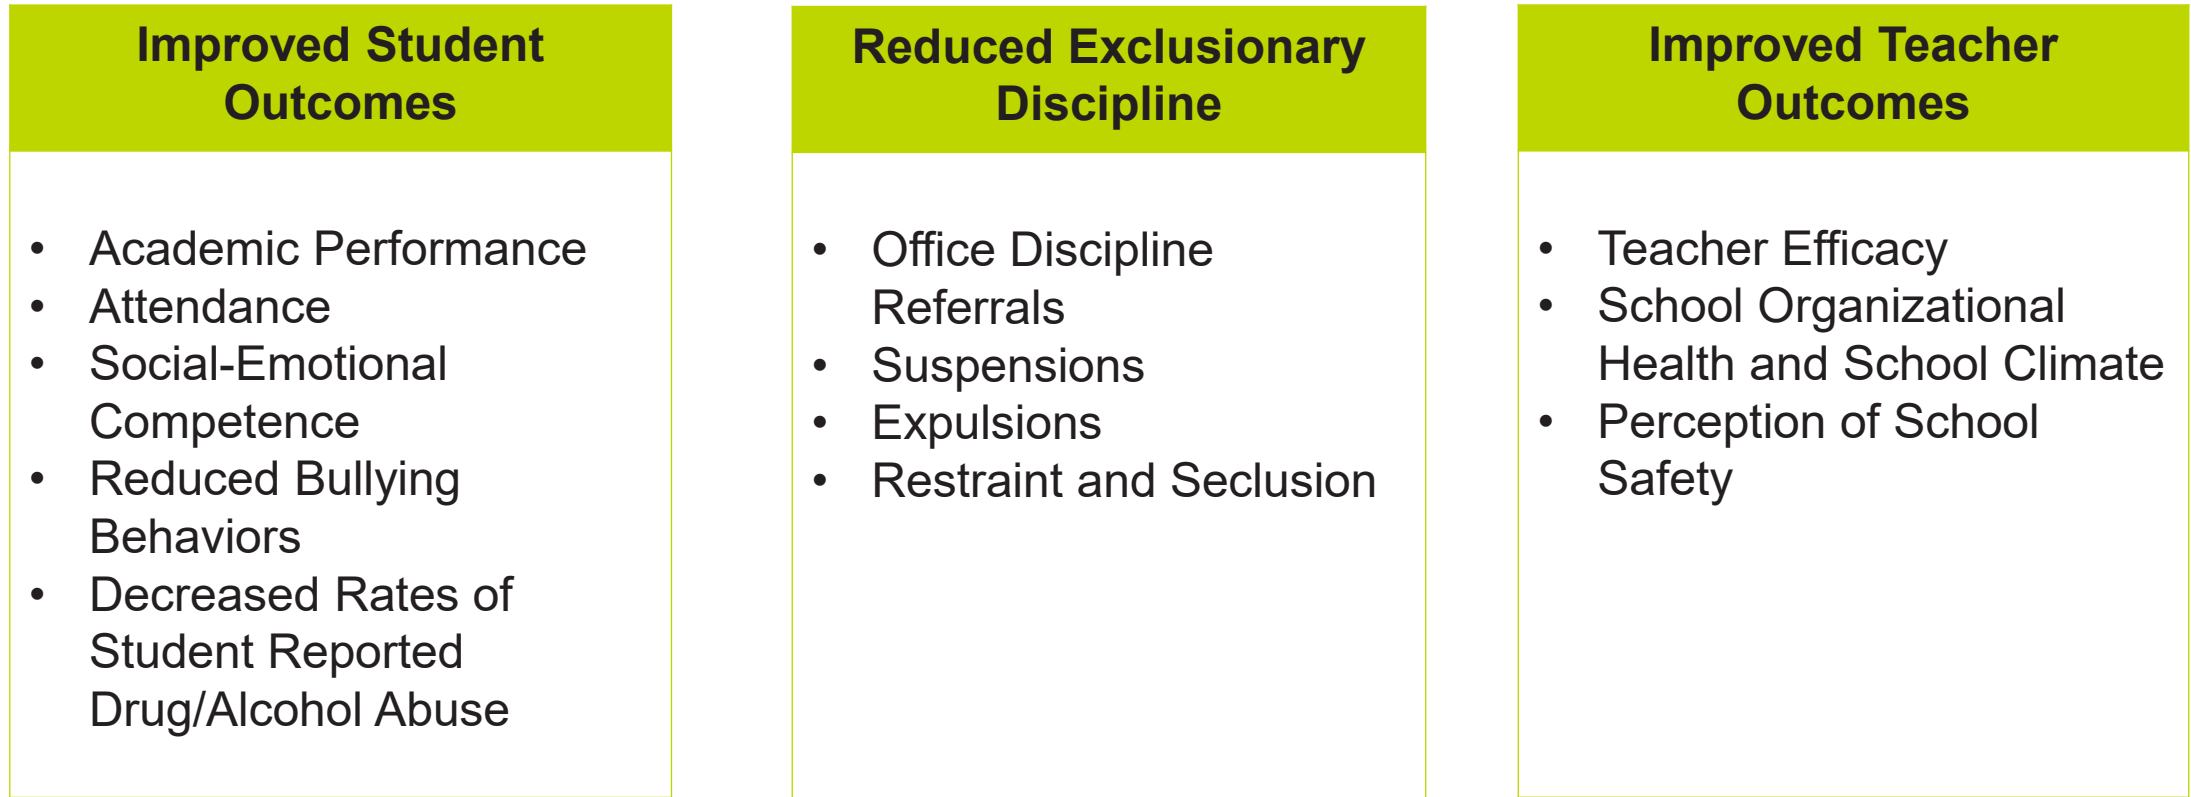 Improved Student
Outcomes
• Academic Performance
• Attendance
• Social-Emotional
Competence
• Reduced Bullying
Behaviors
• Decreased Rates of
Student Reported
Drug/Alcohol Abuse
Reduced Exclusionary
Discipline
• Office Discipline
Referrals
• Suspensions
• Expulsions
• Restraint and Seclusion
Improved Teacher
Outcomes
• Teacher Efficacy
• School Organizational
Health and School Climate
• Perception of School
Safety